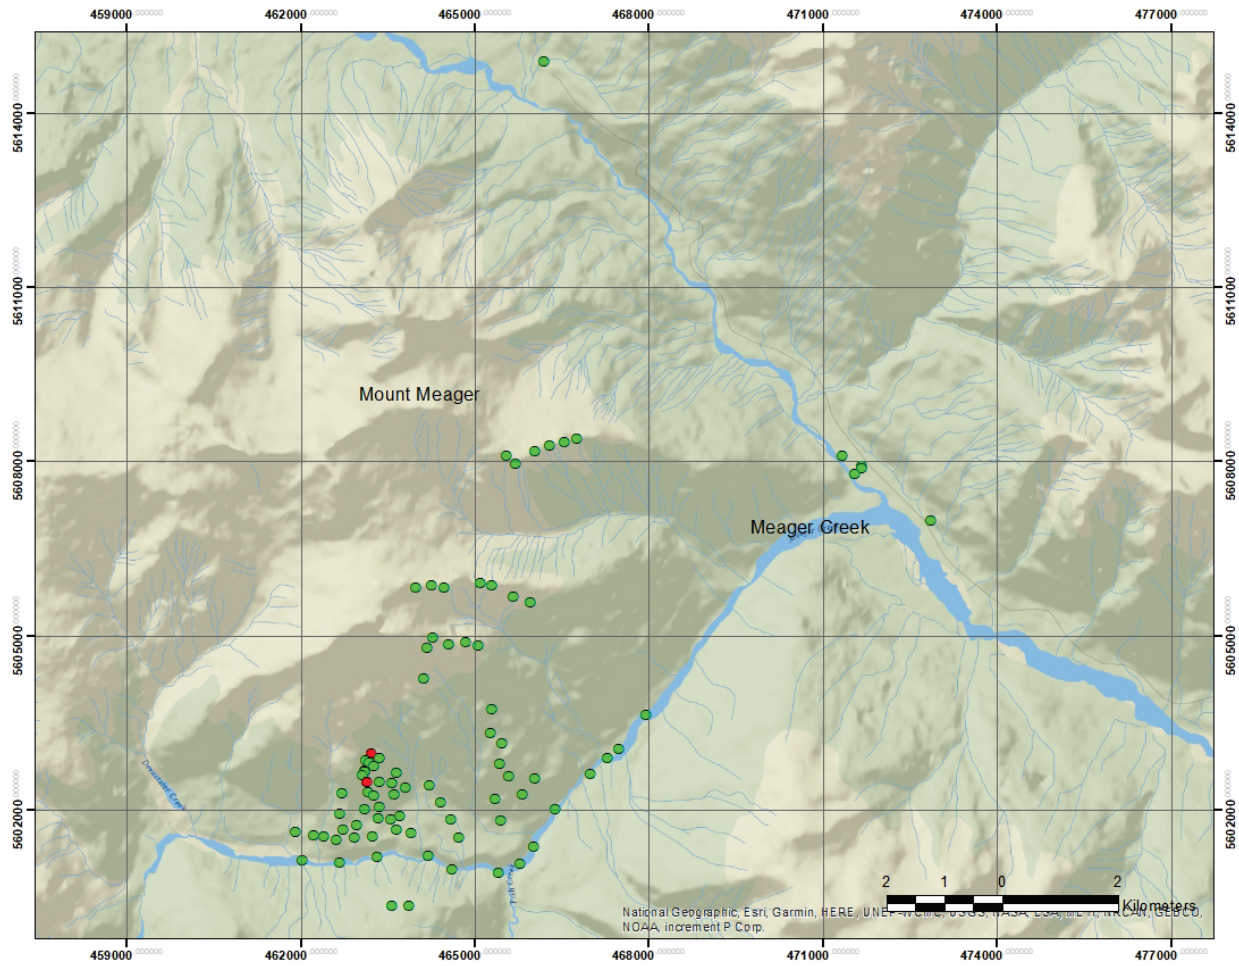 459000 462000 465000 468000 471000 474000 477000
5614000 5614000
5611000 5611000
Mount Meager
5608000 5608000
Meager Creek
5605000 5605000
Devastator Creek
5602000 5602000
2 1 0 2
Kilometers
National Geographic, Esri, Garmin, HERE, UNEP-WCMC, USGS, NASA, ESA, METI, NRCAN, GEBCO,
NOAA, increment P Corp.
459000 462000 465000 468000 471000 474000 477000